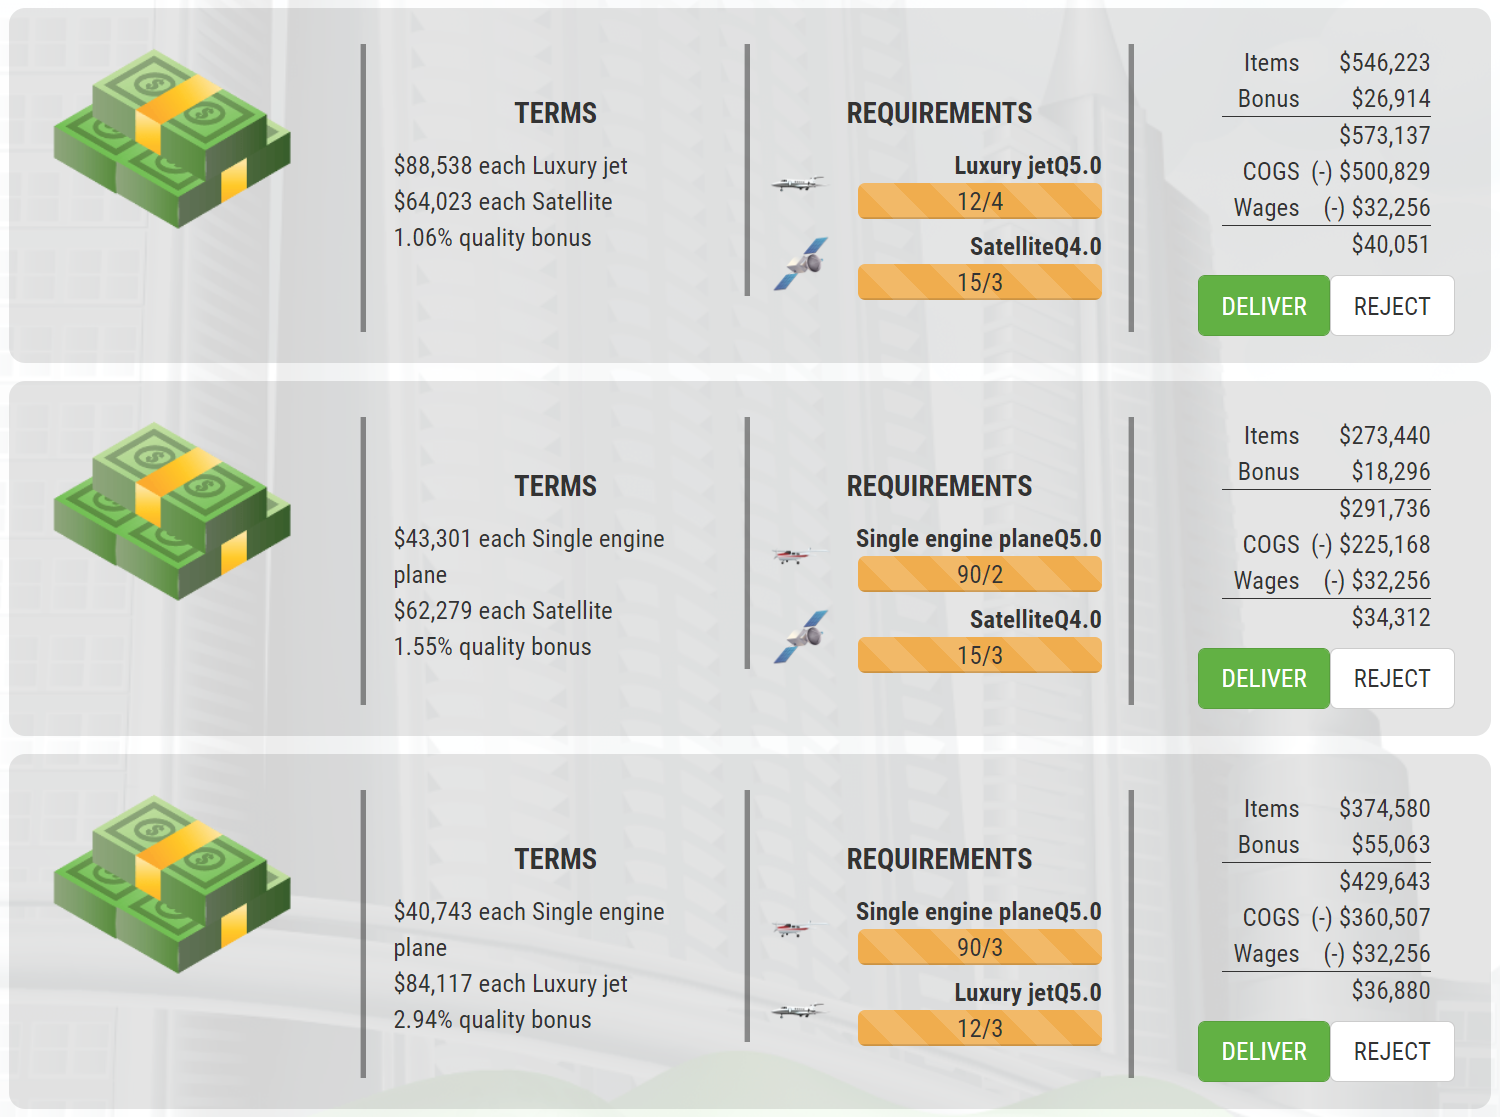 TERMS
$88,538 each Luxury jet
$64,023 each Satellite
1.06% quality bonus
REQUIREMENTS
Luxury jetQ5.0
12/4
SatelliteQ4.0
15/3
Items $546,223
Bonus $26,914
$573,137
COGS (-) $500,829
Wages (-) $32,256
$40,051
DELIVER REJECT
TERMS
$43,301 each Single engine
plane
$62,279 each Satellite
1.55% quality bonus
REQUIREMENTS
Single engine planeQ5.0
90/2
SatelliteQ4.0
15/3
Items $273,440
Bonus $18,296
$291,736
COGS (-) $225,168
Wages (-) $32,256
$34,312
DELIVER REJECT
TERMS
$40,743 each Single engine
plane
$84,117 each Luxury jet
2.94% quality bonus
REQUIREMENTS
Single engine planeQ5.0
90/3
Luxury jetQ5.0
12/3
Items $374,580
Bonus $55,063
$429,643
COGS (-) $360,507
Wages (-) $32,256
$36,880
DELIVER REJECT